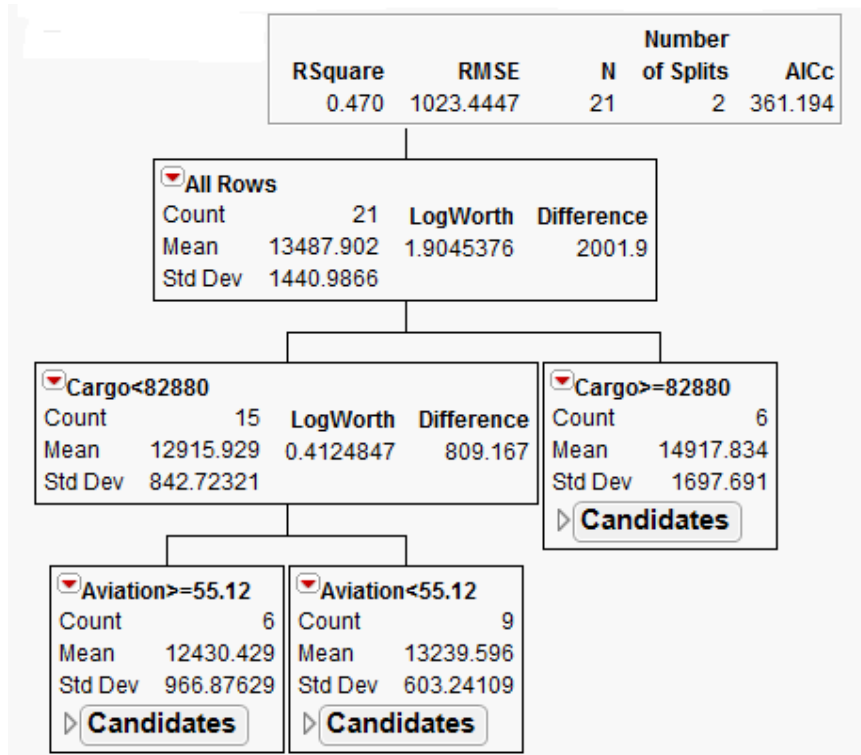 Number
RSquare RMSE N of Splits AICc
0.470 1023.4447 21 2 361.194
All Rows
Count 21 LogWorth Difference
Mean 13487.902 1.9045376 2001.9
Std Dev 1440.9866
Cargo<82880
Count 15 LogWorth Difference
Mean 12915.929 0.4124847 809.167
Std Dev 842.72321
Cargo>=82880
Count 6
Mean 14917.834
Std Dev 1697.691
Candidates
Aviation>=55.12
Count 6
Mean 12430.429
Std Dev 966.87629
Candidates
Aviation<55.12
Count 9
Mean 13239.596
Std Dev 603.24109
Candidates